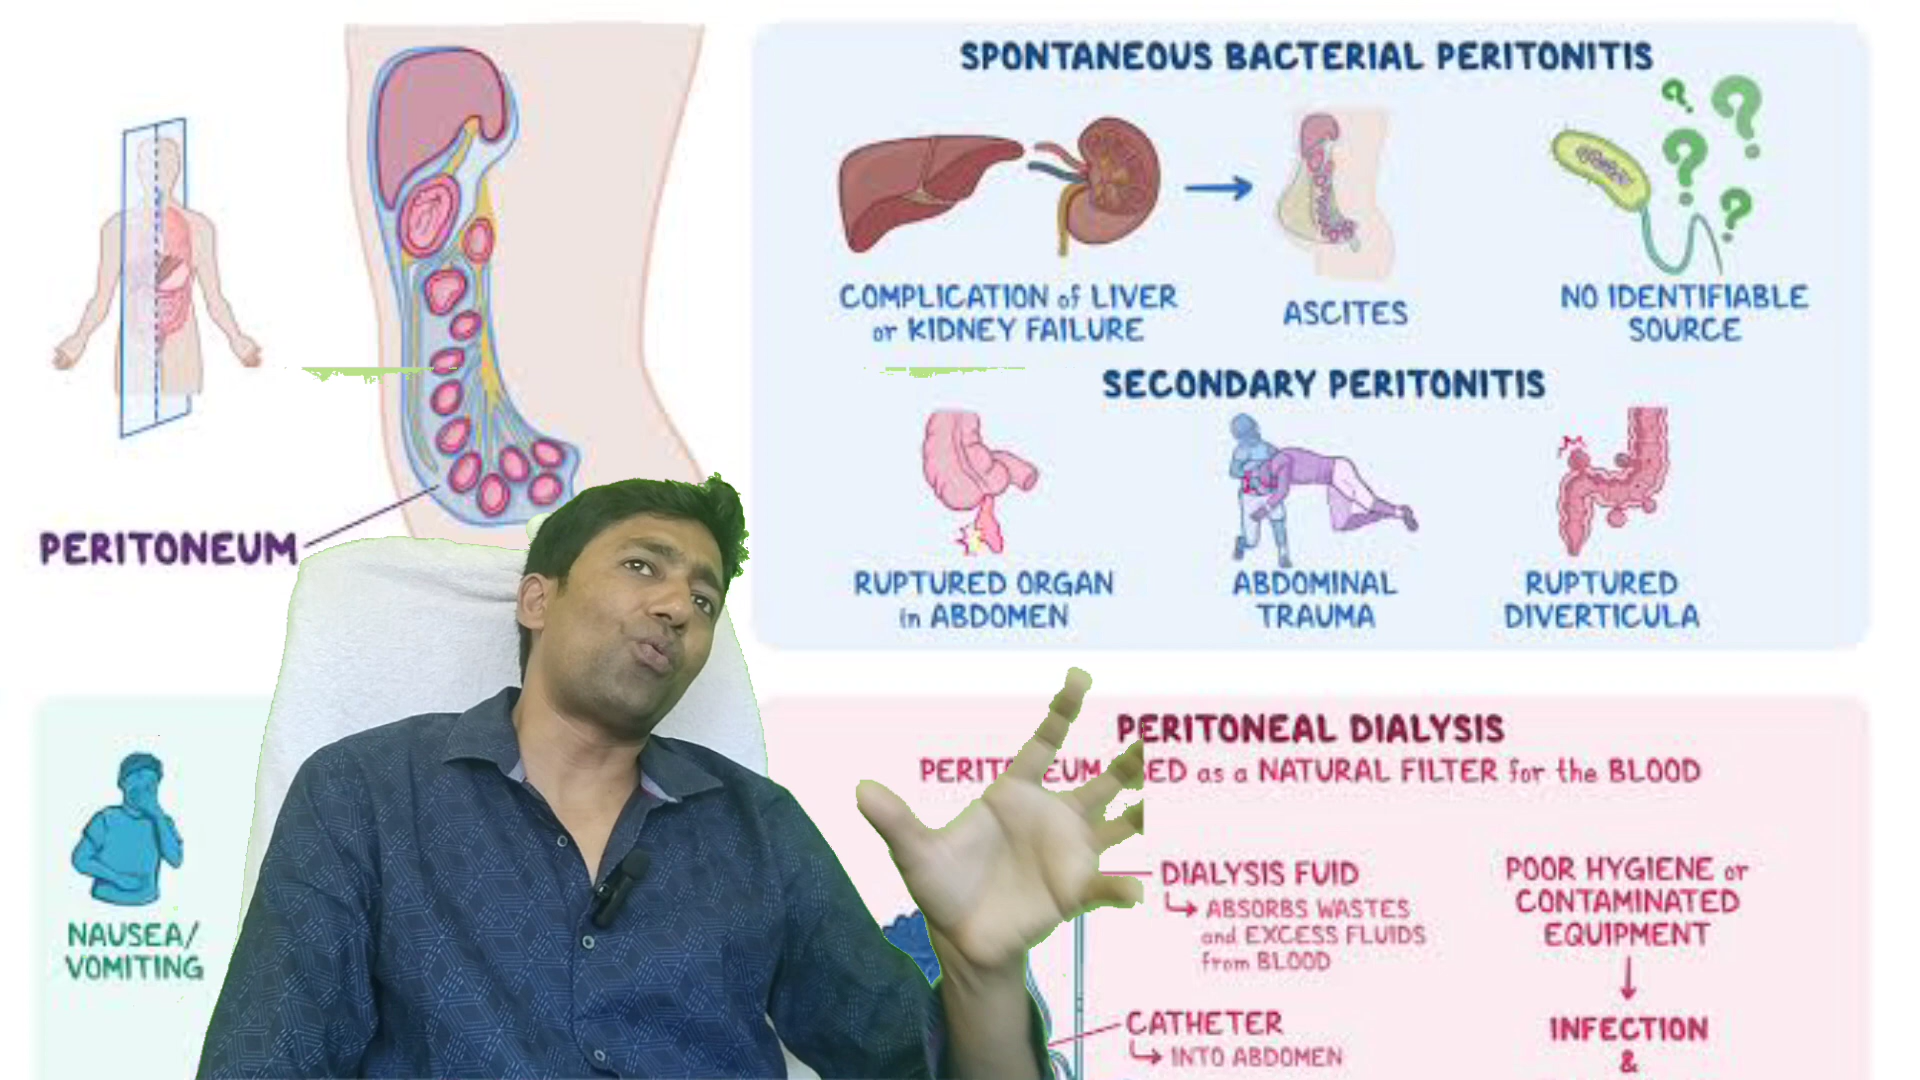 SPONTANEOUS BACTERIAL PERITONITIS
COMPLICATION of LIVER
or KIDNEY FAILURE
ASCITES
NO IDENTIFIABLE
SOURCE
SECONDARY PERITONITIS
RUPTURED ORGAN
in ABDOMEN
ABDOMINAL
TRAUMA
RUPTURED
DIVERTICULA
PERITONEUM
NAUSEA/
VOMITING
PERITONEAL DIALYSIS
as a NATURAL FILTER for the BLOOD
DIALYSIS FUID
↳ ABSORBS WASTES
and EXCESS FLUIDS
from BLOOD
CATHETER
↳ INTO ABDOMEN
POOR HYGIENE or
CONTAMINATED
EQUIPMENT
INFECTION
&